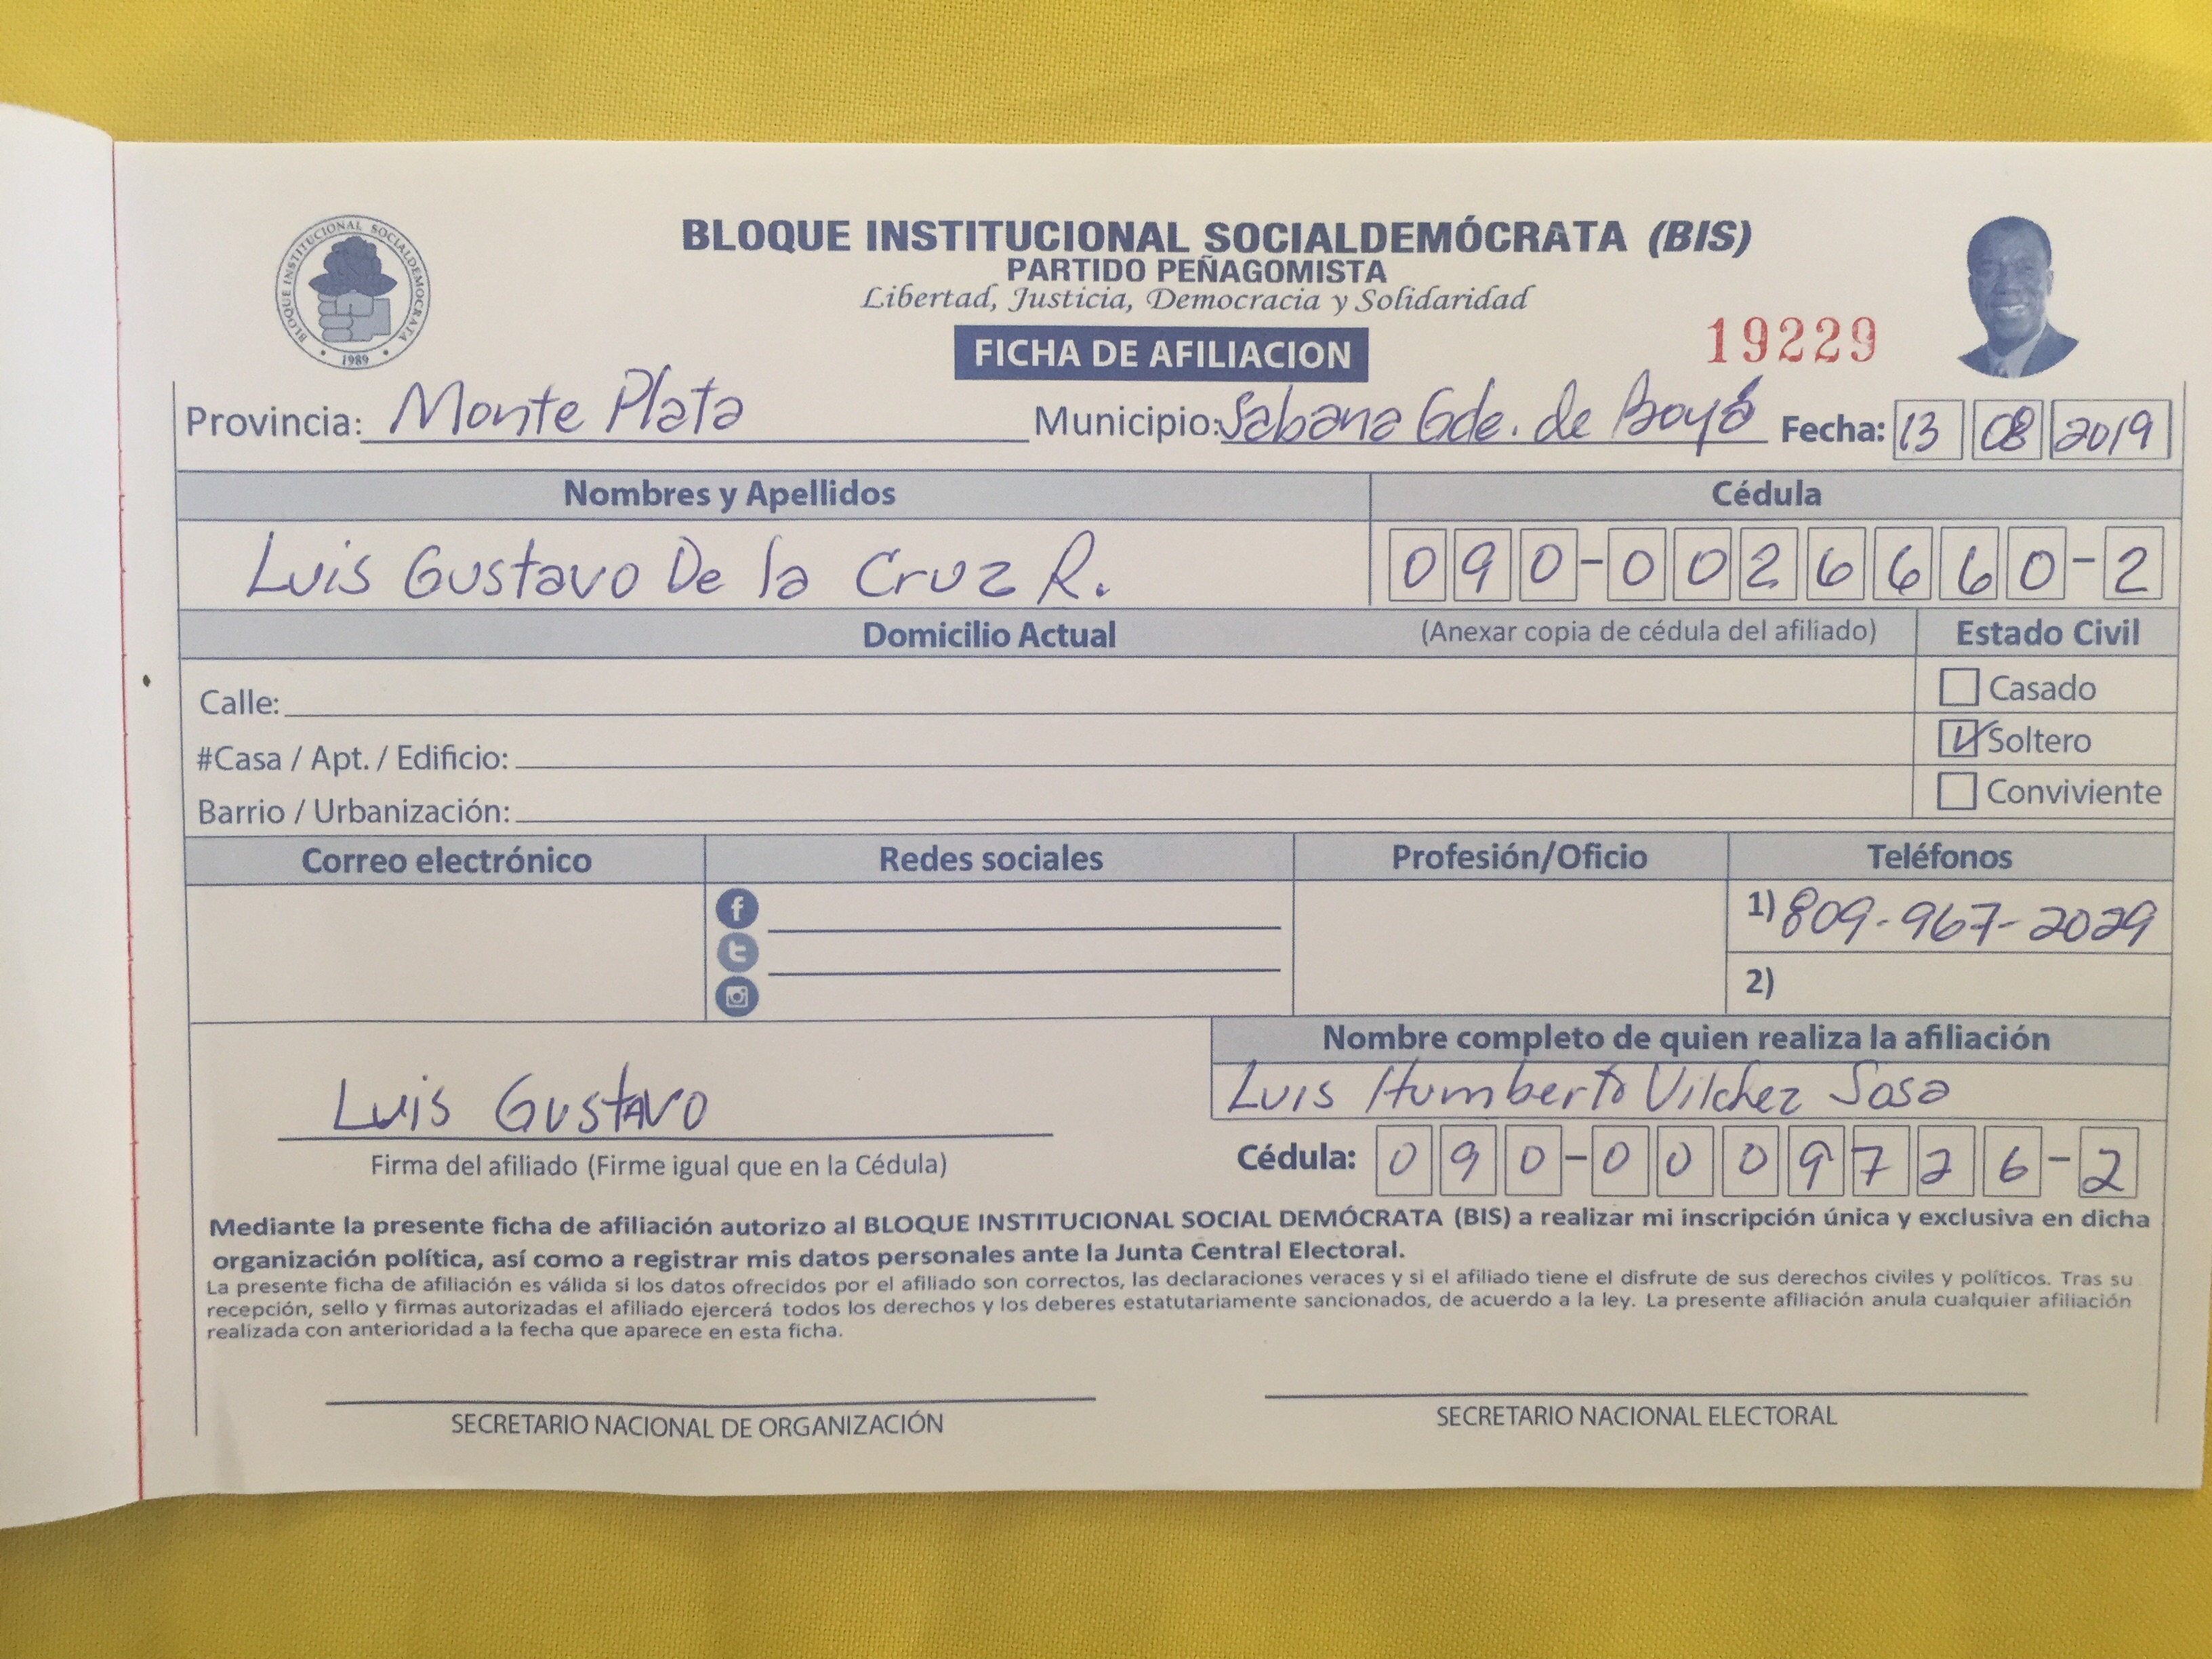 BLOQUE INSTITUCIONAL SOCIALDEMOCRATA
1989
BLOQUE INSTITUCIONAL SOCIALDEMÓCRATA (BIS)
PARTIDO PEÑAGOMISTA
Libertad, Justicia, Democracia y Solidaridad
FICHA DE AFILIACION
19229
Provincia: Monte Plata Municipio: Sabana Gde. de Boyá Fecha: 13 08 2019
Nombres y Apellidos Cédula
Luis Gustavo De la Cruz R. 090-0026660-2
Domicilio Actual (Anexar copia de cédula del afiliado) Estado Civil
Calle: Casado
#Casa / Apt. / Edificio: Soltero
Barrio / Urbanización: Conviviente
Correo electrónico Redes sociales Profesión/Oficio Teléfonos
1) 809-967-2029
2)
Nombre completo de quien realiza la afiliación
Luis Humberto Vilchez Sosa
Luis Gustavo
Firma del afiliado (Firme igual que en la Cédula) Cédula: 090-0009726-2
Mediante la presente ficha de afiliación autorizo al BLOQUE INSTITUCIONAL SOCIAL DEMÓCRATA (BIS) a realizar mi inscripción única y exclusiva en dicha
organización política, así como a registrar mis datos personales ante la Junta Central Electoral.
La presente ficha de afiliación es válida si los datos ofrecidos por el afiliado son correctos, las declaraciones veraces y si el afiliado tiene el disfrute de sus derechos civiles y políticos. Tras su
recepción, sello y firmas autorizadas el afiliado ejercerá todos los derechos y los deberes estatutariamente sancionados, de acuerdo a la ley. La presente afiliación anula cualquier afiliación
realizada con anterioridad a la fecha que aparece en esta ficha.
SECRETARIO NACIONAL DE ORGANIZACIÓN SECRETARIO NACIONAL ELECTORAL